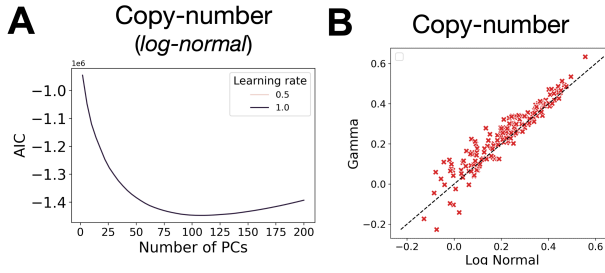 A
Copy-number
(log-normal)
1e6
Learning rate
0.5
1.0
AIC
−1.0
−1.1
−1.2
−1.3
−1.4
0 25 50 75 100 125 150 175 200
Number of PCs
B
Copy-number
Gamma
0.6
0.4
0.2
0.0
−0.2
−0.2 0.0 0.2 0.4 0.6
Log Normal